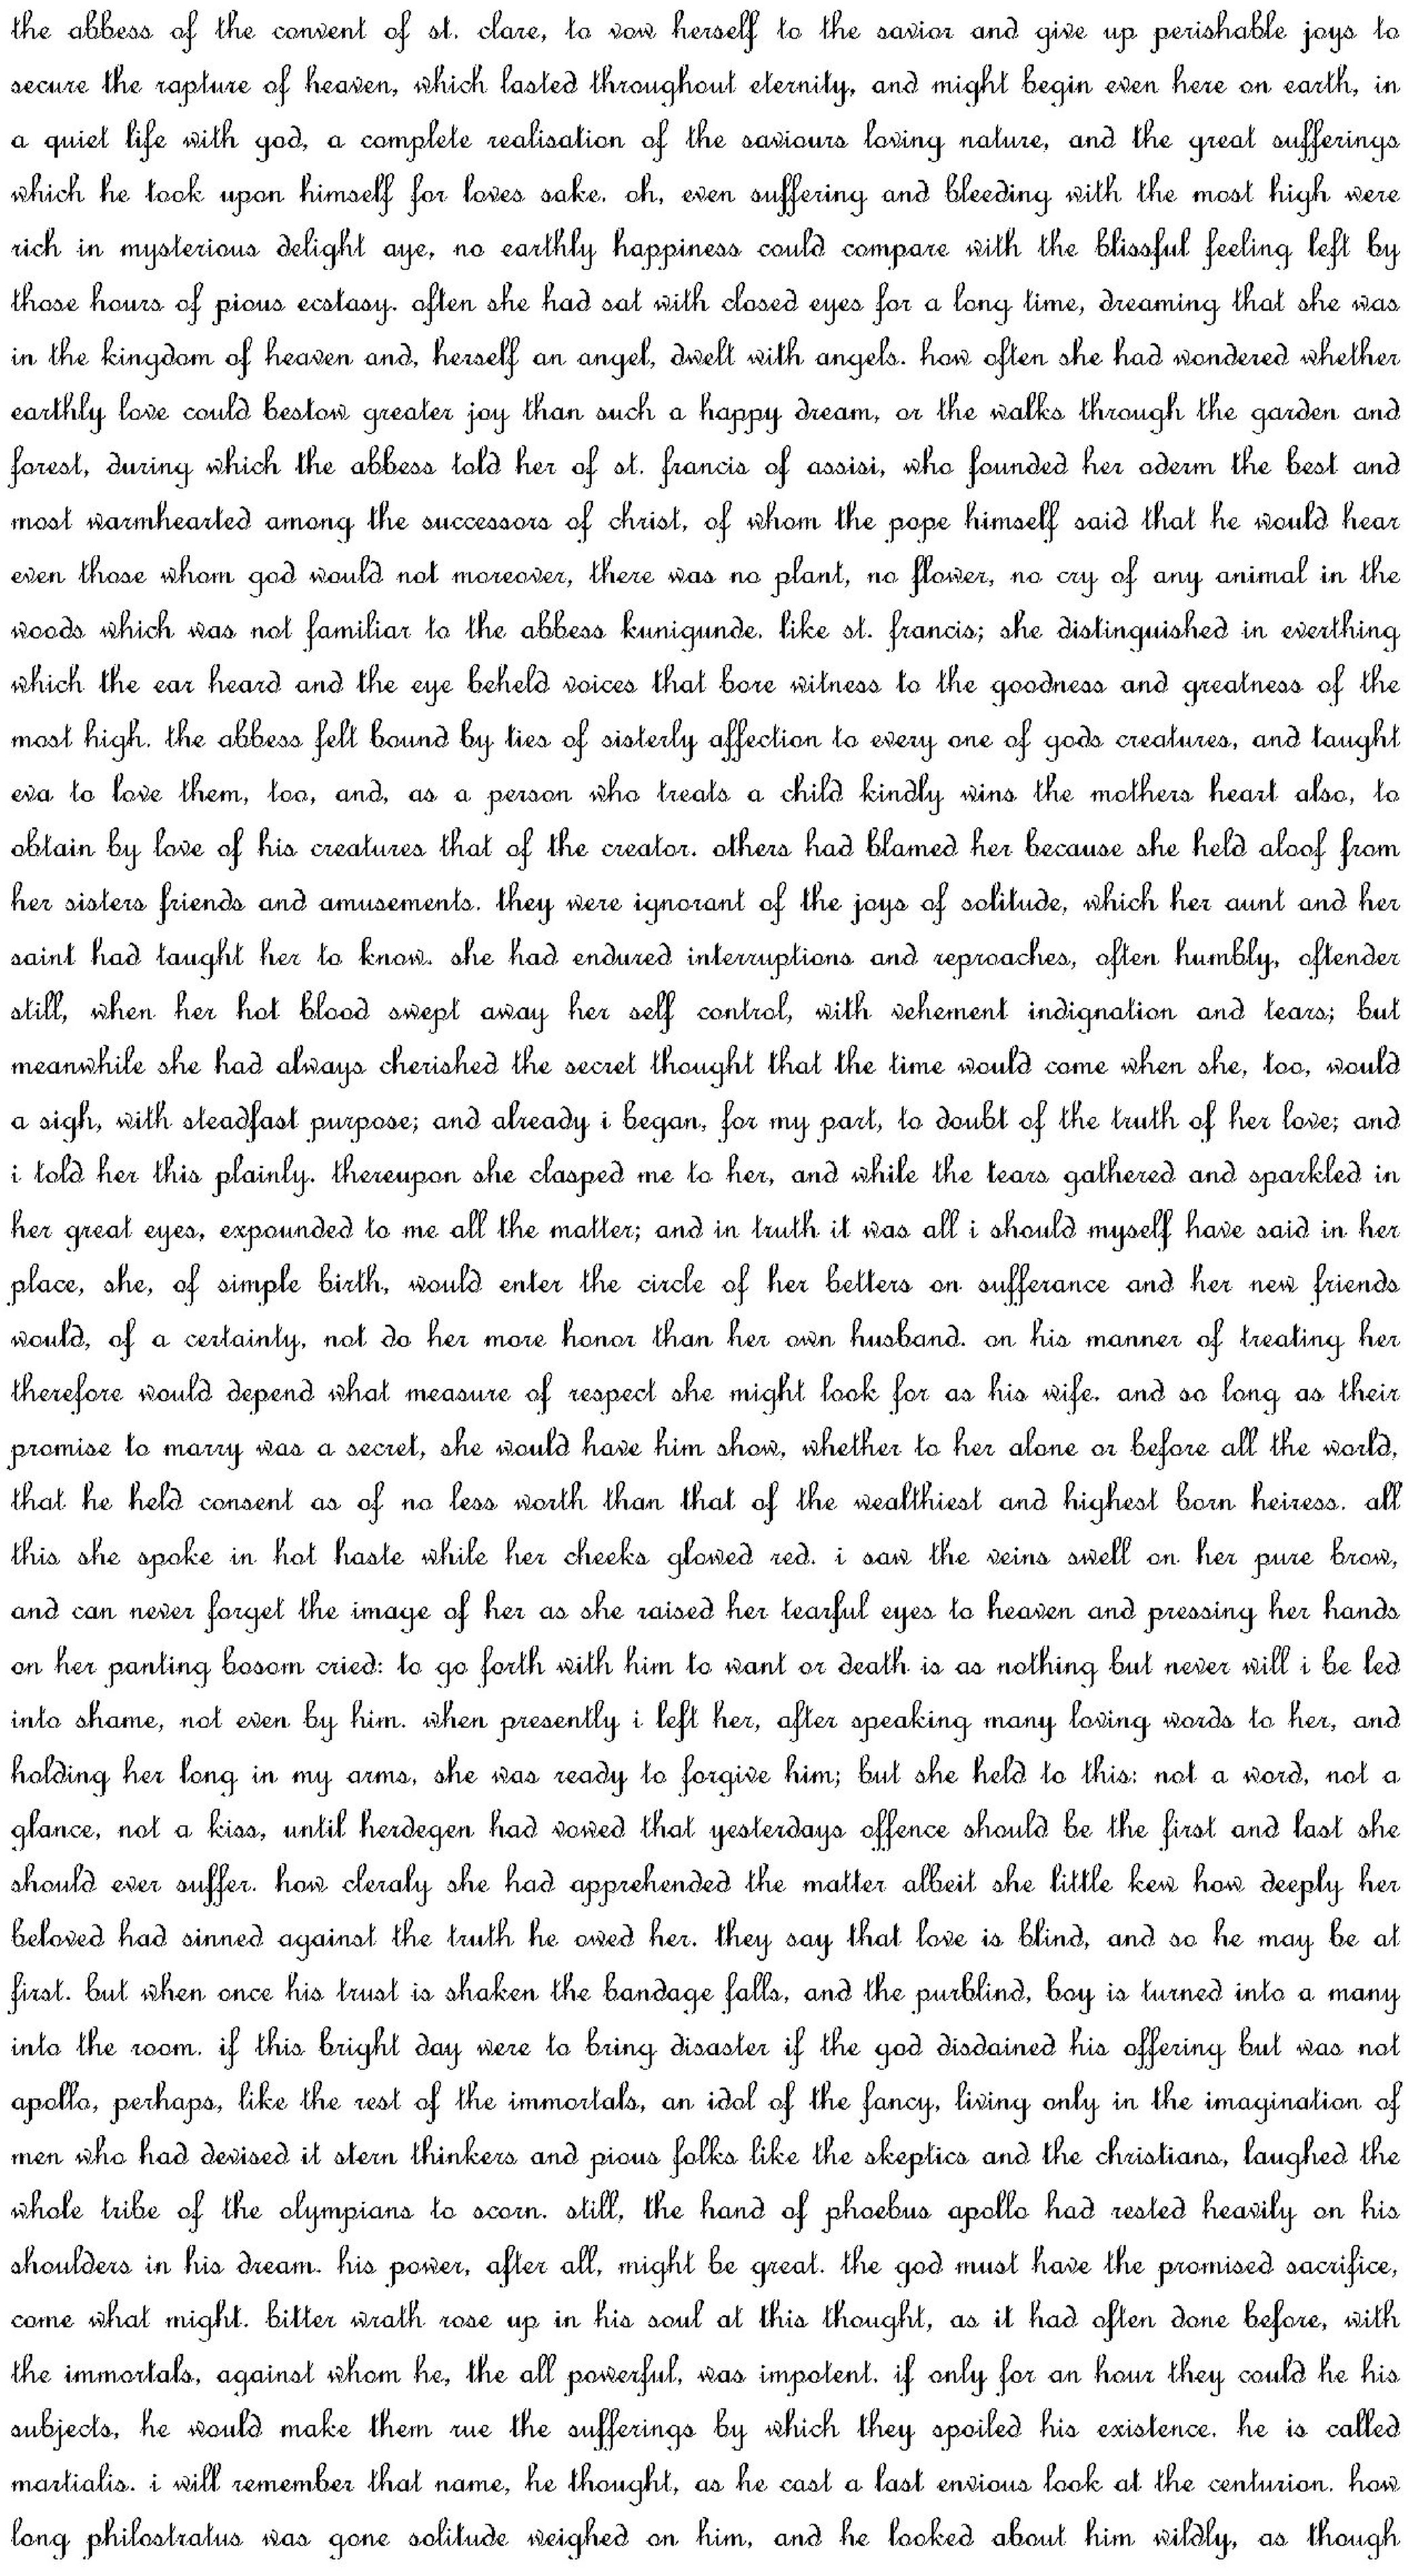 the abbess of the convent of st. clare, to vow herself to the savior and give up perishable joys to
secure the rapture of heaven, which lasted throughout eternity, and might begin even here on earth, in
a quiet life with god, a complete realisation of the saviours loving nature, and the great sufferings
which he took upon himself for loves sake. oh, even suffering and bleeding with the most high were
rich in mysterious delight aye, no earthly happiness could compare with the blissful feeling left by
those hours of pious ecstasy. often she had sat with closed eyes for a long time, dreaming that she was
in the kingdom of heaven and, herself an angel, dwelt with angels. how often she had wondered whether
earthly love could bestow greater joy than such a happy dream, or the walks through the garden and
forest, during which the abbess told her of st. francis of assisi, who founded her oderm the best and
most warmhearted among the successors of christ, of whom the pope himself said that he would hear
even those whom god would not moreover, there was no plant, no flower, no cry of any animal in the
woods which was not familiar to the abbess kunigunde. like st. francis; she distinguished in everthing
which the ear heard and the eye beheld voices that bore witness to the goodness and greatness of the
most high. the abbess felt bound by ties of sisterly affection to every one of gods creatures, and taught
eva to love them, too, and, as a person who treats a child kindly wins the mothers heart also, to
obtain by love of his creatures that of the creator. others had blamed her because she held aloof from
her sisters friends and amusements. they were ignorant of the joys of solitude, which her aunt and her
saint had taught her to know. she had endured interruptions and reproaches, often humbly, oftender
still, when her hot blood swept away her self control, with vehement indignation and tears; but
meanwhile she had always cherished the secret thought that the time would come when she, too, would
a sigh, with steadfast purpose; and already i began, for my part, to doubt of the truth of her love; and
i told her this plainly. thereupon she clasped me to her, and while the tears gathered and sparkled in
her great eyes, expounded to me all the matter; and in truth it was all i should myself have said in her
place, she, of simple birth, would enter the circle of her betters on sufferance and her new friends
would, of a certainty, not do her more honor than her own husband. on his manner of treating her
therefore would depend what measure of respect she might look for as his wife. and so long as their
promise to marry was a secret, she would have him show, whether to her alone or before all the world,
that he held consent as of no less worth than that of the wealthiest and highest born heiress. all
this she spoke in hot haste while her cheeks glowed red. i saw the veins swell on her pure brow,
and can never forget the image of her as she raised her tearful eyes to heaven and pressing her hands
on her panting bosom cried: to go forth with him to want or death is as nothing but never will i be led
into shame, not even by him. when presently i left her, after speaking many loving words to her, and
holding her long in my arms, she was ready to forgive him; but she held to this: not a word, not a
glance, not a kiss, until herdegen had vowed that yesterdays offence should be the first and last she
should ever suffer. how cleraly she had apprehended the matter albeit she little kew how deeply her
beloved had sinned against the truth he owed her. they say that love is blind, and so he may be at
first. but when once his trust is shaken the bandage falls, and the purblind, boy is turned into a many
into the room. if this bright day were to bring disaster if the god disdained his offering but was not
apollo, perhaps, like the rest of the immortals, an idol of the fancy, living only in the imagination of
men who had devised it stern thinkers and pious folks like the skeptics and the christians, laughed the
whole tribe of the olympians to scorn. still, the hand of phoebus apollo had rested heavily on his
shoulders in his dream. his power, after all, might be great. the god must have the promised sacrifice,
come what might. bitter wrath rose up in his soul at this thought, as it had often done before, with
the immortals, against whom he, the all powerful, was impotent. if only for an hour they could he his
subjects, he would make them rue the sufferings by which they spoiled his existence. he is called
martialis. i will remember that name, he thought, as he cast a last envious look at the centurion. how
long philostratus was gone solitude weighed on him, and he looked about him wildly, as though